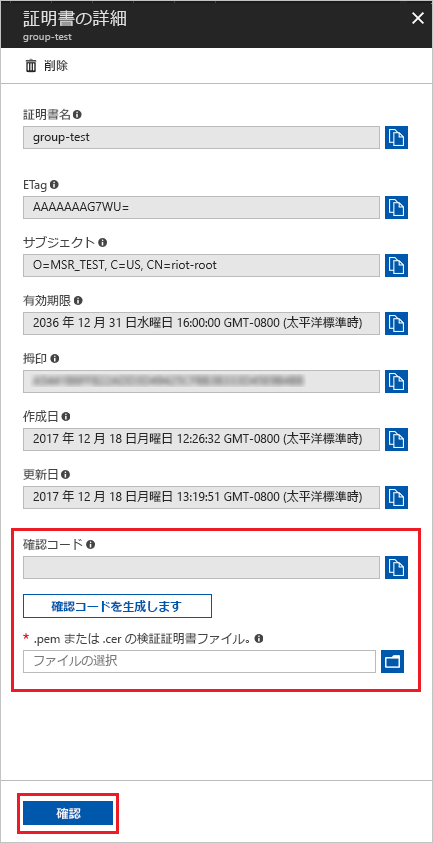 証明書の詳細
group-test
削除
証明書名
group-test
ETag
AAAAAAAG7WU=
サブジェクト
O=MSR_TEST, C=US, CN=riot-root
有効期限
2036 年 12 月 31 日水曜日 16:00:00 GMT-0800 (太平洋標準時)
拇印
作成日
2017 年 12 月 18 日月曜日 12:26:32 GMT-0800 (太平洋標準時)
更新日
2017 年 12 月 18 日月曜日 13:19:51 GMT-0800 (太平洋標準時)
確認コード
確認コードを生成します
* .pem または .cer の検証証明書ファイル。
ファイルの選択
確認